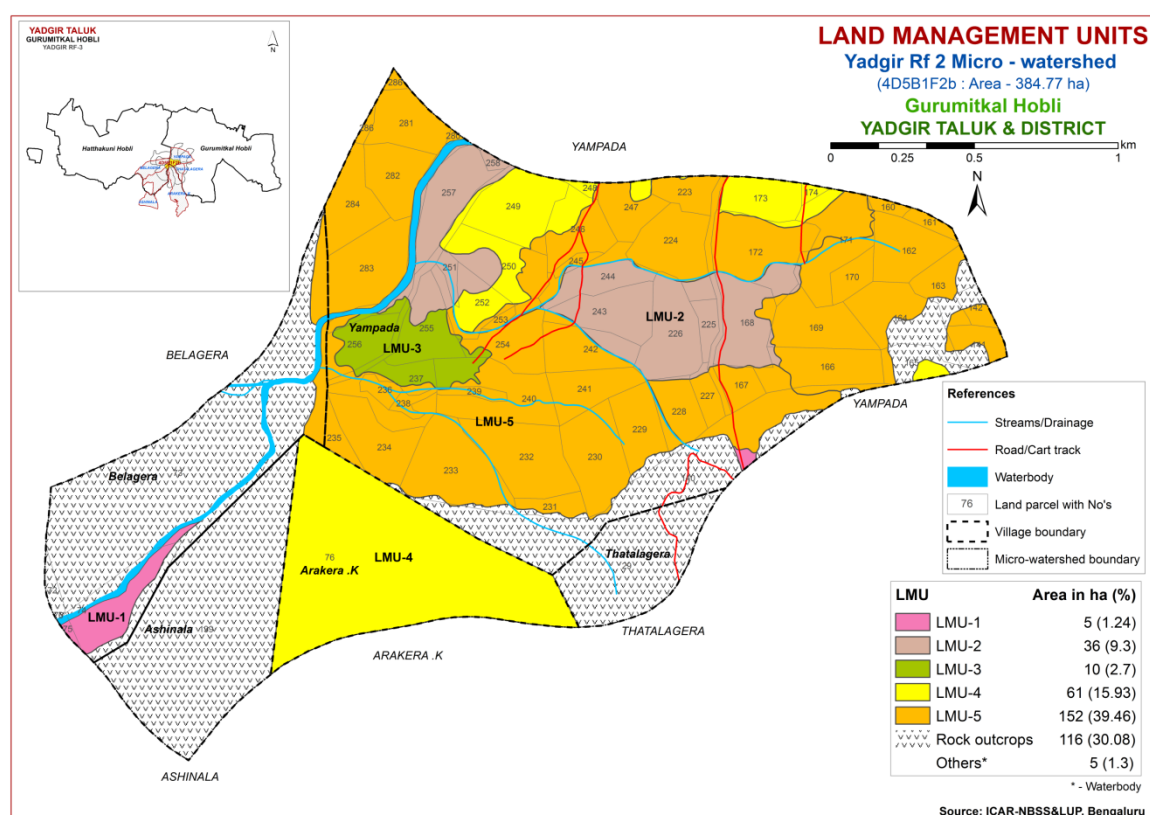 YADGIR TALUK
GURUMITKAL HOBLI
YADGIR RF-3
N
Hatthakuni Hobli
Gurumitkal Hobli
LAND MANAGEMENT UNITS
Yadgir Rf 2 Micro - watershed
(4D5B1F2b : Area - 384.77 ha)
Gurumitkal Hobli
YADGIR TALUK & DISTRICT
0 0.25 0.5 1 km
N
YAMPADA
286
281
286
280
282
258
257
284
249
248
247
223
173
174
160
161
246
224
172
171
162
283
251
250
245
244
170
163
252
243
LMU-2
225
168
142
Yampada
255
253
226
169
256
LMU-3
254
242
BELAGERA
237
241
166
167
236
239
240
227
YAMPADA
238
LMU-5
228
235
229
234
232
230
233
Belagera
231
76
LMU-4
Arakera .K
Thatalagera
LMU-1
Ashinala
THATALAGERA
ARAKERA .K
ASHINALA
References
Streams/Drainage
Road/Cart track
Waterbody
76 Land parcel with No's
Village boundary
Micro-watershed boundary
LMU Area in ha (%)
LMU-1 5 (1.24)
LMU-2 36 (9.3)
LMU-3 10 (2.7)
LMU-4 61 (15.93)
LMU-5 152 (39.46)
Rock outcrops 116 (30.08)
Others* 5 (1.3)
* - Waterbody
Source: ICAR-NBSS&LUP, Bengaluru